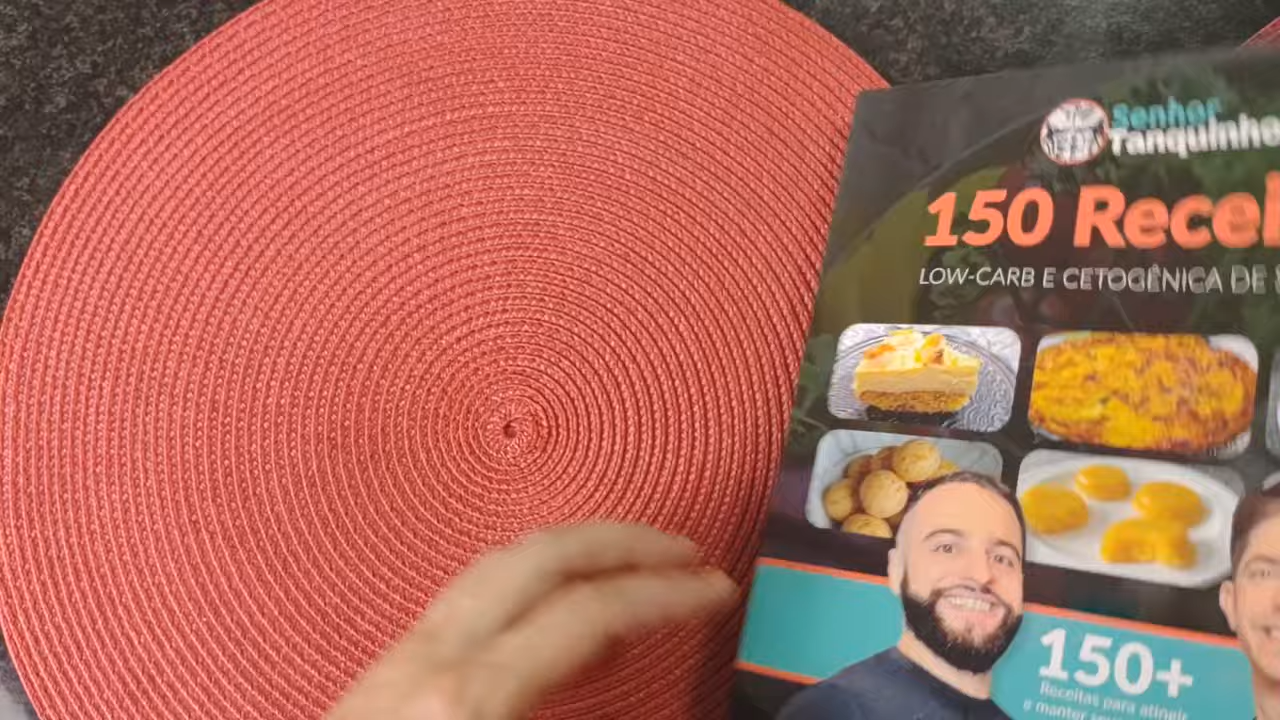 Senhor
Tanquinho
150 Recei
LOW-CARB E CETOGÊNICA DE
150+
Receitas para atingir
e manter